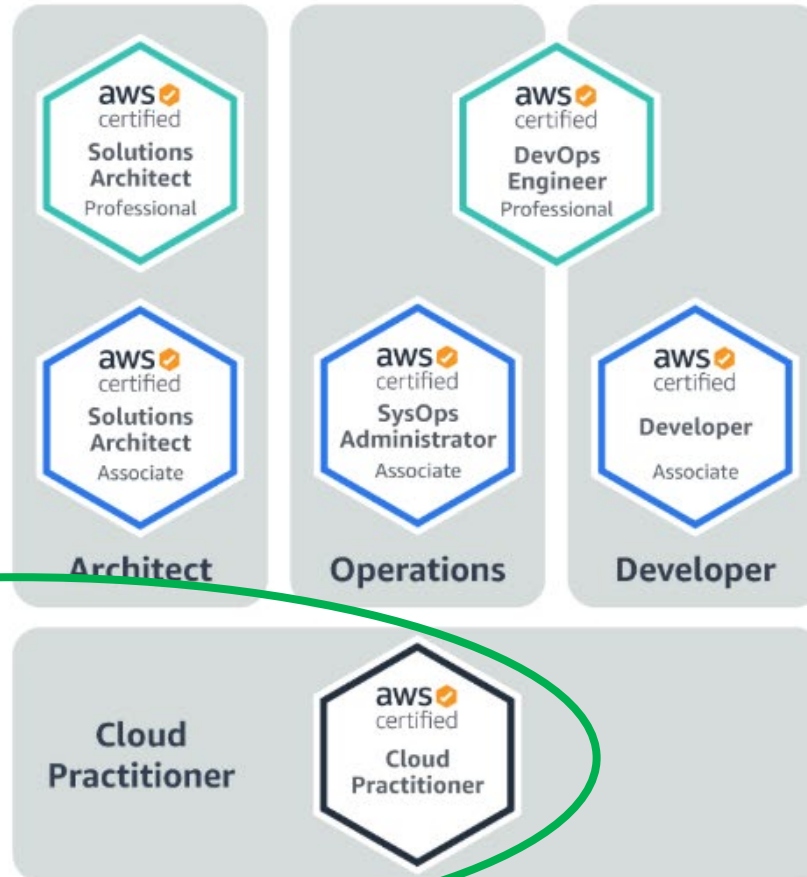 aws
certified
Solutions
Architect
Professional
aws
certified
DevOps
Engineer
Professional
aws
certified
Solutions
Architect
Associate
aws
certified
SysOps
Administrator
Associate
aws
certified
Developer
Associate
Architect
Operations
Developer
Cloud
Practitioner
aws
certified
Cloud
Practitioner